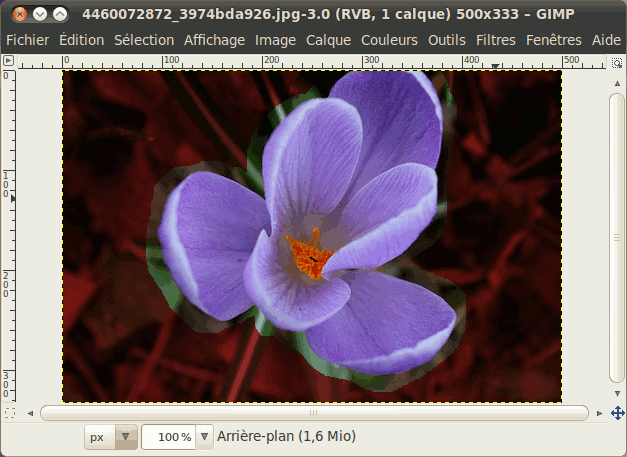 4460072872_3974bda926.jpg-3.0 (RVB, 1 calque) 500x333 – GIMP
Fichier Édition Sélection Affichage Image Calque Couleurs Outils Filtres Fenêtres Aide
0 100 200 300 400 500
0
100
200
300
px 100 % Arrière-plan (1,6 Mio)